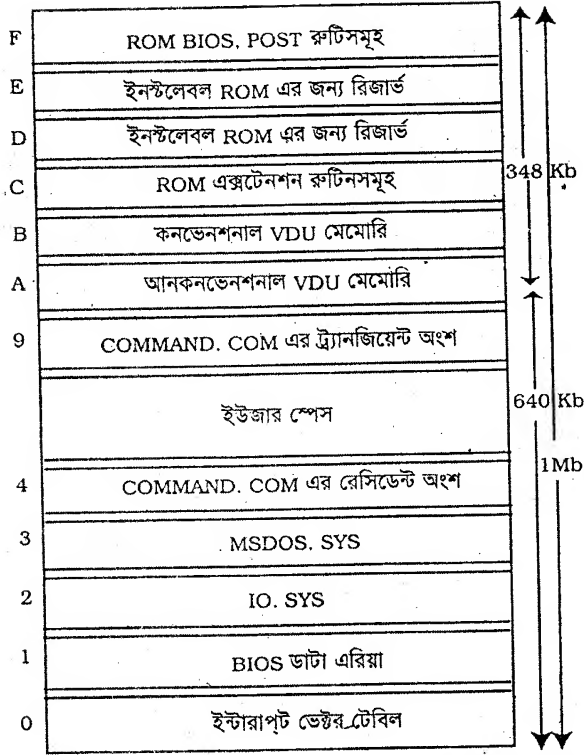 F ROM BIOS, POST রুটিসমূহ
E ইনস্টলেবল ROM এর জন্য রিজার্ভ
D ইনস্টলেবল ROM এর জন্য রিজার্ভ
C ROM এক্সটেনশন রুটিনসমূহ
348 Kb
B কনভেনশনাল VDU মেমোরি
A আনকনভেনশনাল VDU মেমোরি
9 COMMAND. COM এর ট্র্যানজিয়েন্ট অংশ
ইউজার স্পেস
640 Kb
1Mb
4 COMMAND. COM এর রেসিডেন্ট অংশ
3 MSDOS. SYS
2 IO. SYS
1 BIOS ডাটা এরিয়া
0 ইন্টারাপ্ট ভেক্টর টেবিল